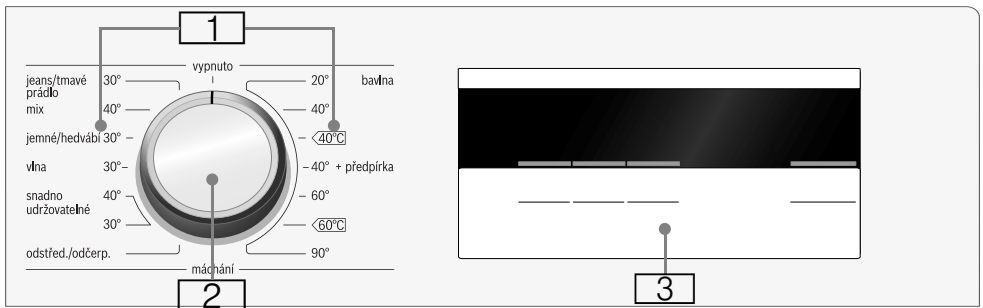 1
vypnuto
jeans/tmavé 30°
prádlo
mix 40°
jemné/hedvábí 30°
vlna 30°
snadno 40°
udržovatelné
30°
odstřed./odčerp.
20° bavlna
40°
40°C
40° + předpírka
60°
60°C
90°
máchání
2
3